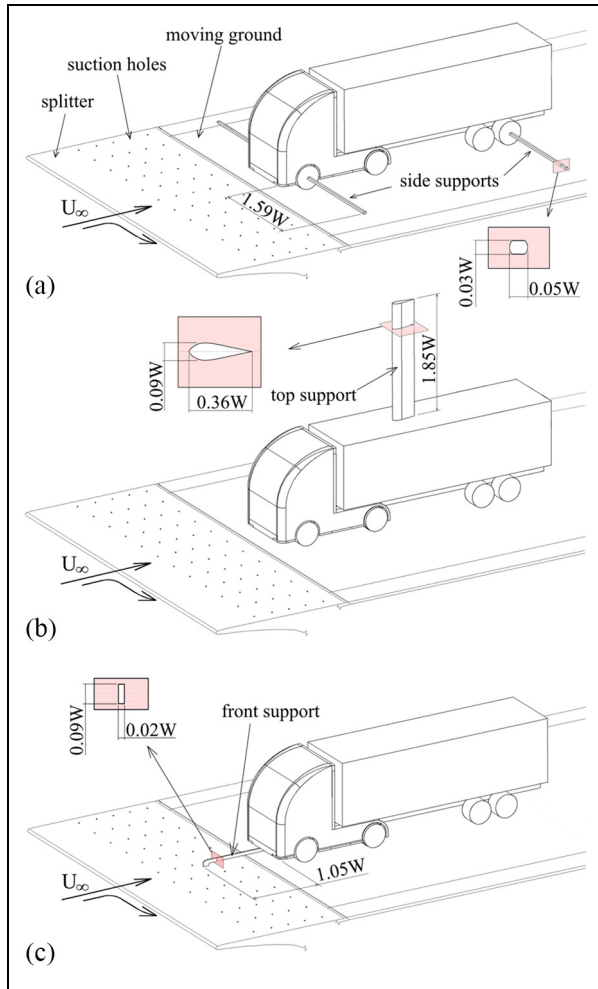 moving ground
suction holes
splitter
side supports
1.59W
U∞
0.03W
0.05W
(a)
0.09W
0.36W
top support
1.85W
U∞
(b)
0.09W
0.02W
front support
1.05W
U∞
(c)